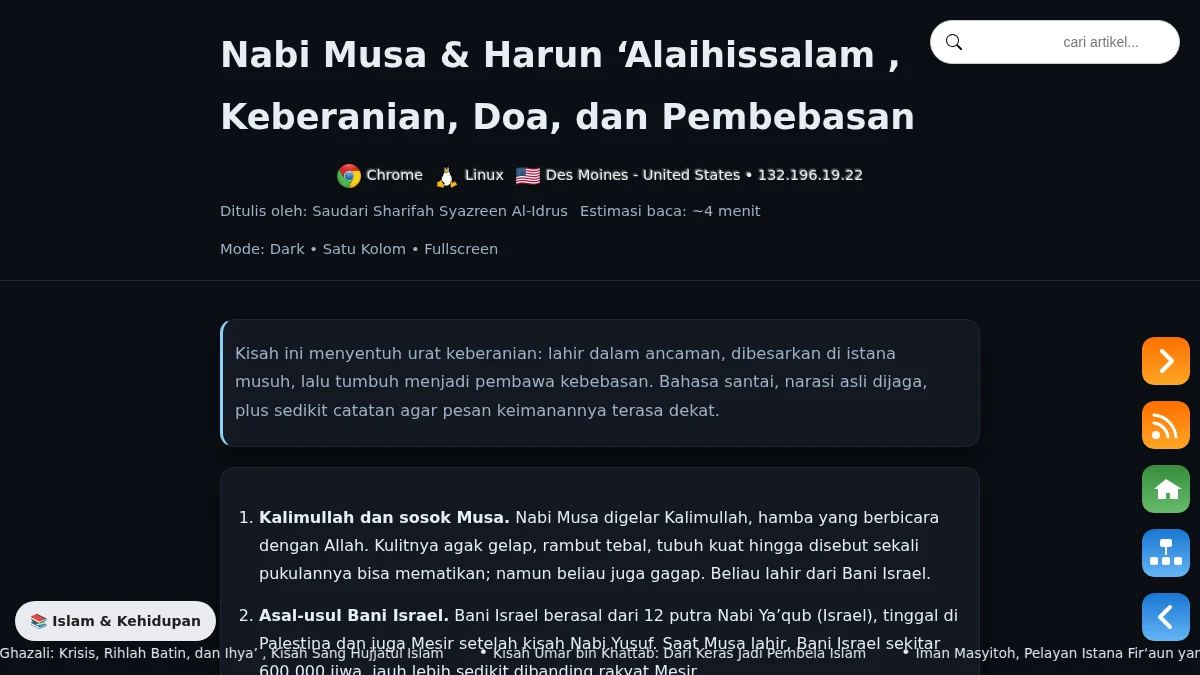 Nabi Musa & Harun ‘Alaihissalam ,
Keberanian, Doa, dan Pembebasan
cari artikel...
Chrome Linux Des Moines - United States • 132.196.19.22
Ditulis oleh: Saudari Sharifah Syazreen Al-Idrus Estimasi baca: ~4 menit
Mode: Dark • Satu Kolom • Fullscreen
Kisah ini menyentuh urat keberanian: lahir dalam ancaman, dibesarkan di istana
musuh, lalu tumbuh menjadi pembawa kebebasan. Bahasa santai, narasi asli dijaga,
plus sedikit catatan agar pesan keimanannya terasa dekat.
1. Kalimullah dan sosok Musa. Nabi Musa digelar Kalimullah, hamba yang berbicara
dengan Allah. Kulitnya agak gelap, rambut tebal, tubuh kuat hingga disebut sekali
pukulannya bisa mematikan; namun beliau juga gagap. Beliau lahir dari Bani Israel.
2. Asal-usul Bani Israel. Bani Israel berasal dari 12 putra Nabi Ya’qub (Israel), tinggal di
Palestina dan juga Mesir setelah kisah Nabi Yusuf. Saat Musa lahir, Bani Israel sekitar
600.000 jiwa, jauh lebih sedikit dibanding rakyat Mesir.
📚 Islam & Kehidupan
Ghazali: Krisis, Rihlah Batin, dan Ihya’ , Kisah Sang Hujjatul Islam • Kisah Umar bin Khattab: Dari Keras Jadi Pembela Islam • Iman Masyitoh, Pelayan Istana Fir‘aun